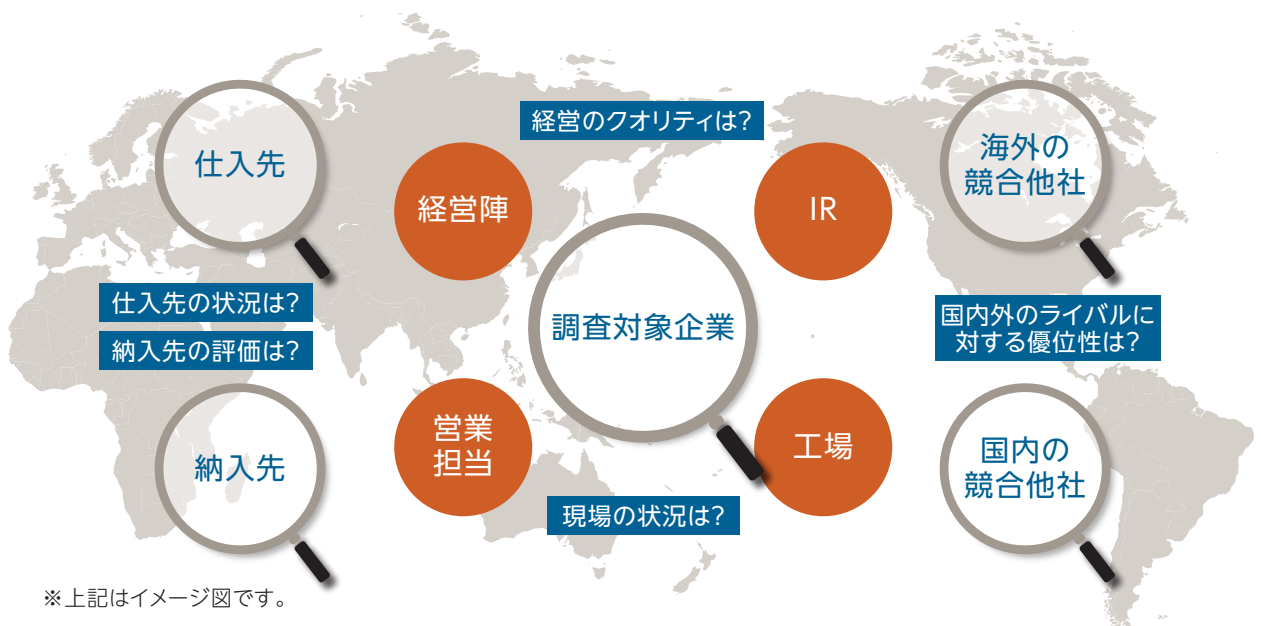 経営のクオリティは?
仕入先
経営陣
IR
海外の
競合他社
調査対象企業
仕入先の状況は?
納入先の評価は?
国内外のライバルに
対する優位性は?
納入先
営業
担当
工場
国内の
競合他社
現場の状況は?
※上記はイメージ図です。